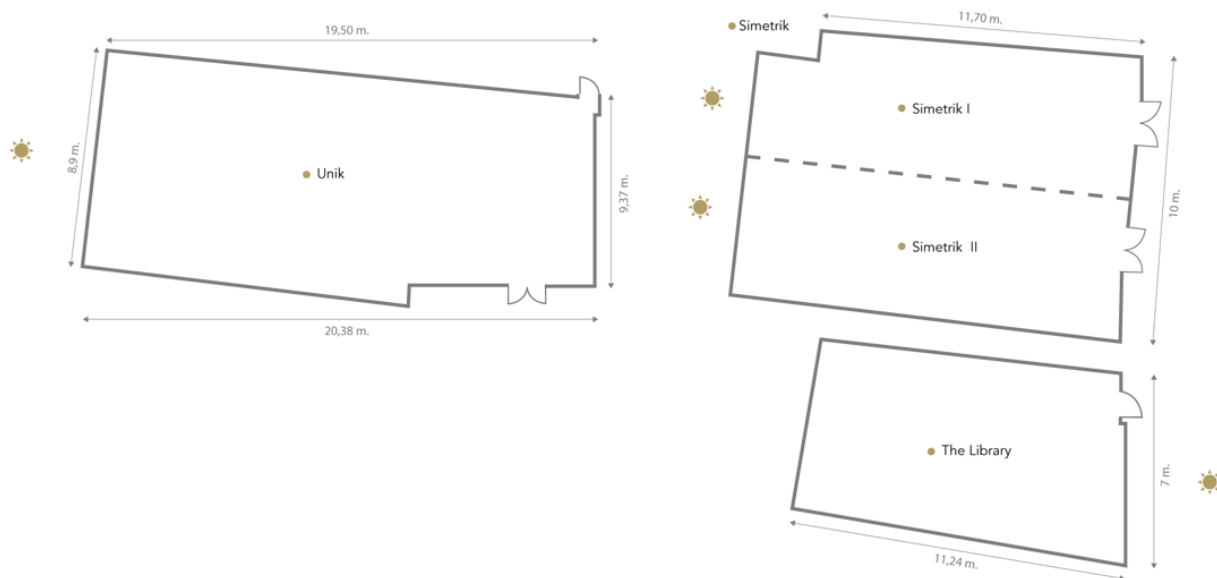 19,50 m.
8,9 m.
Unik
9,37 m.
20,38 m.
Simetrik
11,70 m.
Simetrik I
10 m.
Simetrik II
The Library
7 m.
11,24 m.